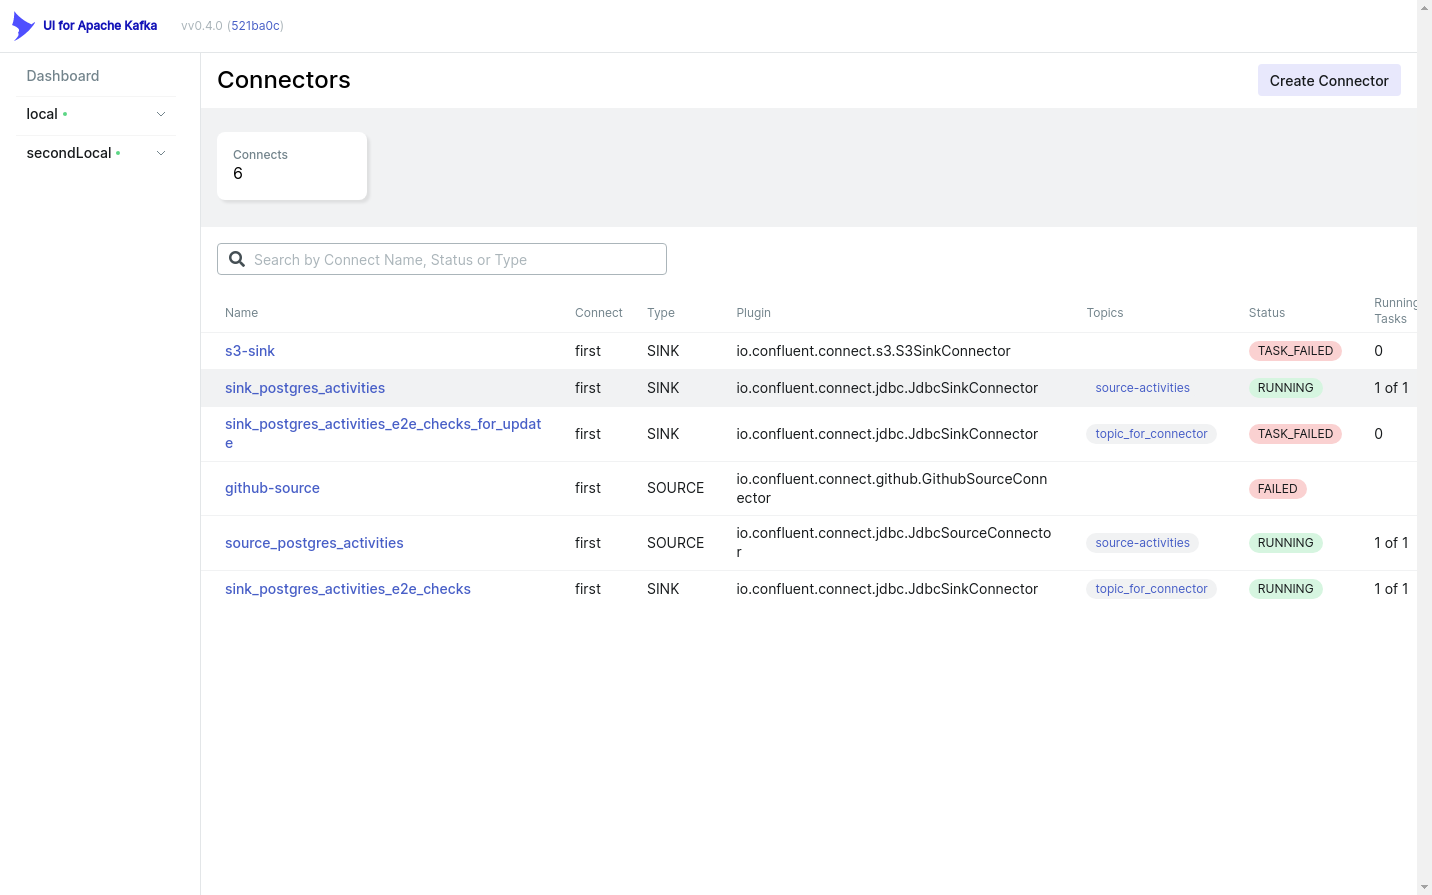 UI for Apache Kafka vv0.4.0 (521ba0c)
Dashboard
local
secondLocal
Connectors
Create Connector
Connects
6
Search by Connect Name, Status or Type
Name Connect Type Plugin Topics Status Running
Tasks
s3-sink first SINK io.confluent.connect.s3.S3SinkConnector TASK_FAILED 0
sink_postgres_activities first SINK io.confluent.connect.jdbc.JdbcSinkConnector source-activities RUNNING 1 of 1
sink_postgres_activities_e2e_checks_for_updat
e
first SINK io.confluent.connect.jdbc.JdbcSinkConnector topic_for_connector TASK_FAILED 0
github-source first SOURCE io.confluent.connect.github.GithubSourceConn
ector
FAILED
source_postgres_activities first SOURCE io.confluent.connect.jdbc.JdbcSourceConnecto
r
source-activities RUNNING 1 of 1
sink_postgres_activities_e2e_checks first SINK io.confluent.connect.jdbc.JdbcSinkConnector topic_for_connector RUNNING 1 of 1